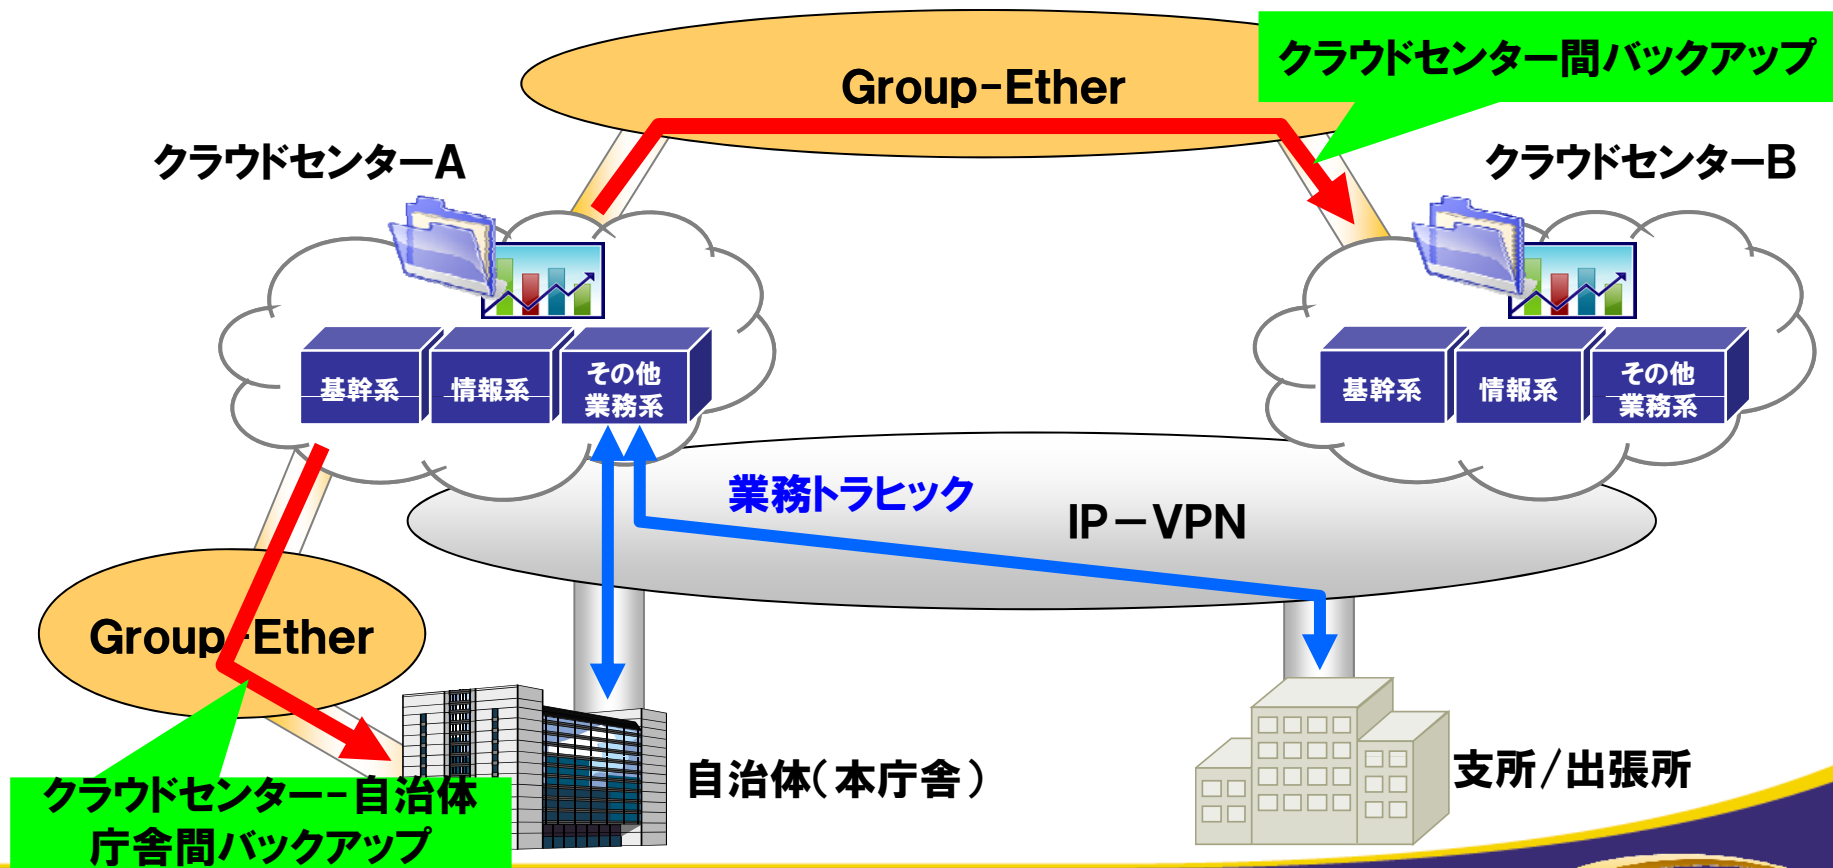 Group-Ether
クラウドセンター間バックアップ
クラウドセンターA
クラウドセンターB
基幹系
情報系
その他
業務系
基幹系
情報系
その他
業務系
業務トラヒック
IP－VPN
Group-Ether
自治体(本庁舎)
支所/出張所
クラウドセンター-自治体
庁舎間バックアップ